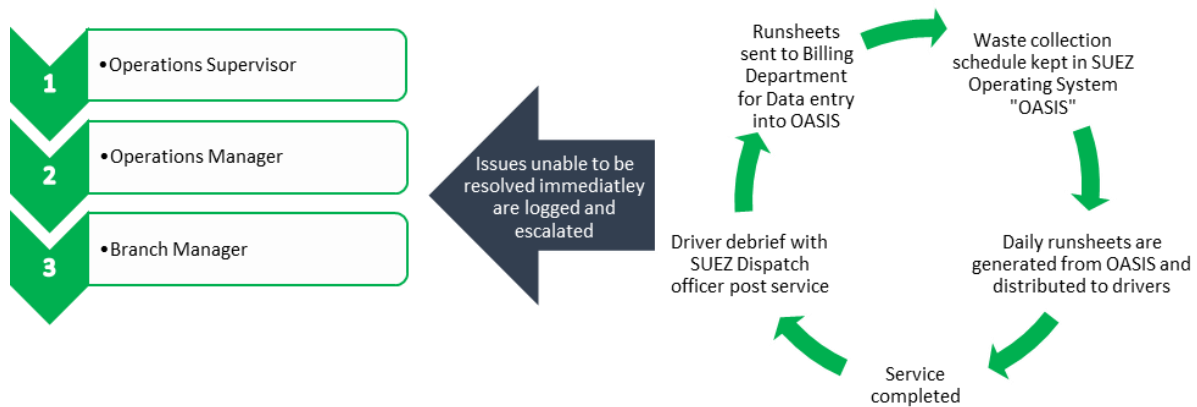 1
•Operations Supervisor
2
•Operations Manager
3
•Branch Manager
Issues unable to be
resolved immediatley
are logged and
escalated
Runsheets
sent to Billing
Department
for Data entry
into OASIS
Waste collection
schedule kept in SUEZ
Operating System
"OASIS"
Daily runsheets are
generated from OASIS and
distributed to drivers
Service
completed
Driver debrief with
SUEZ Dispatch
officer post service